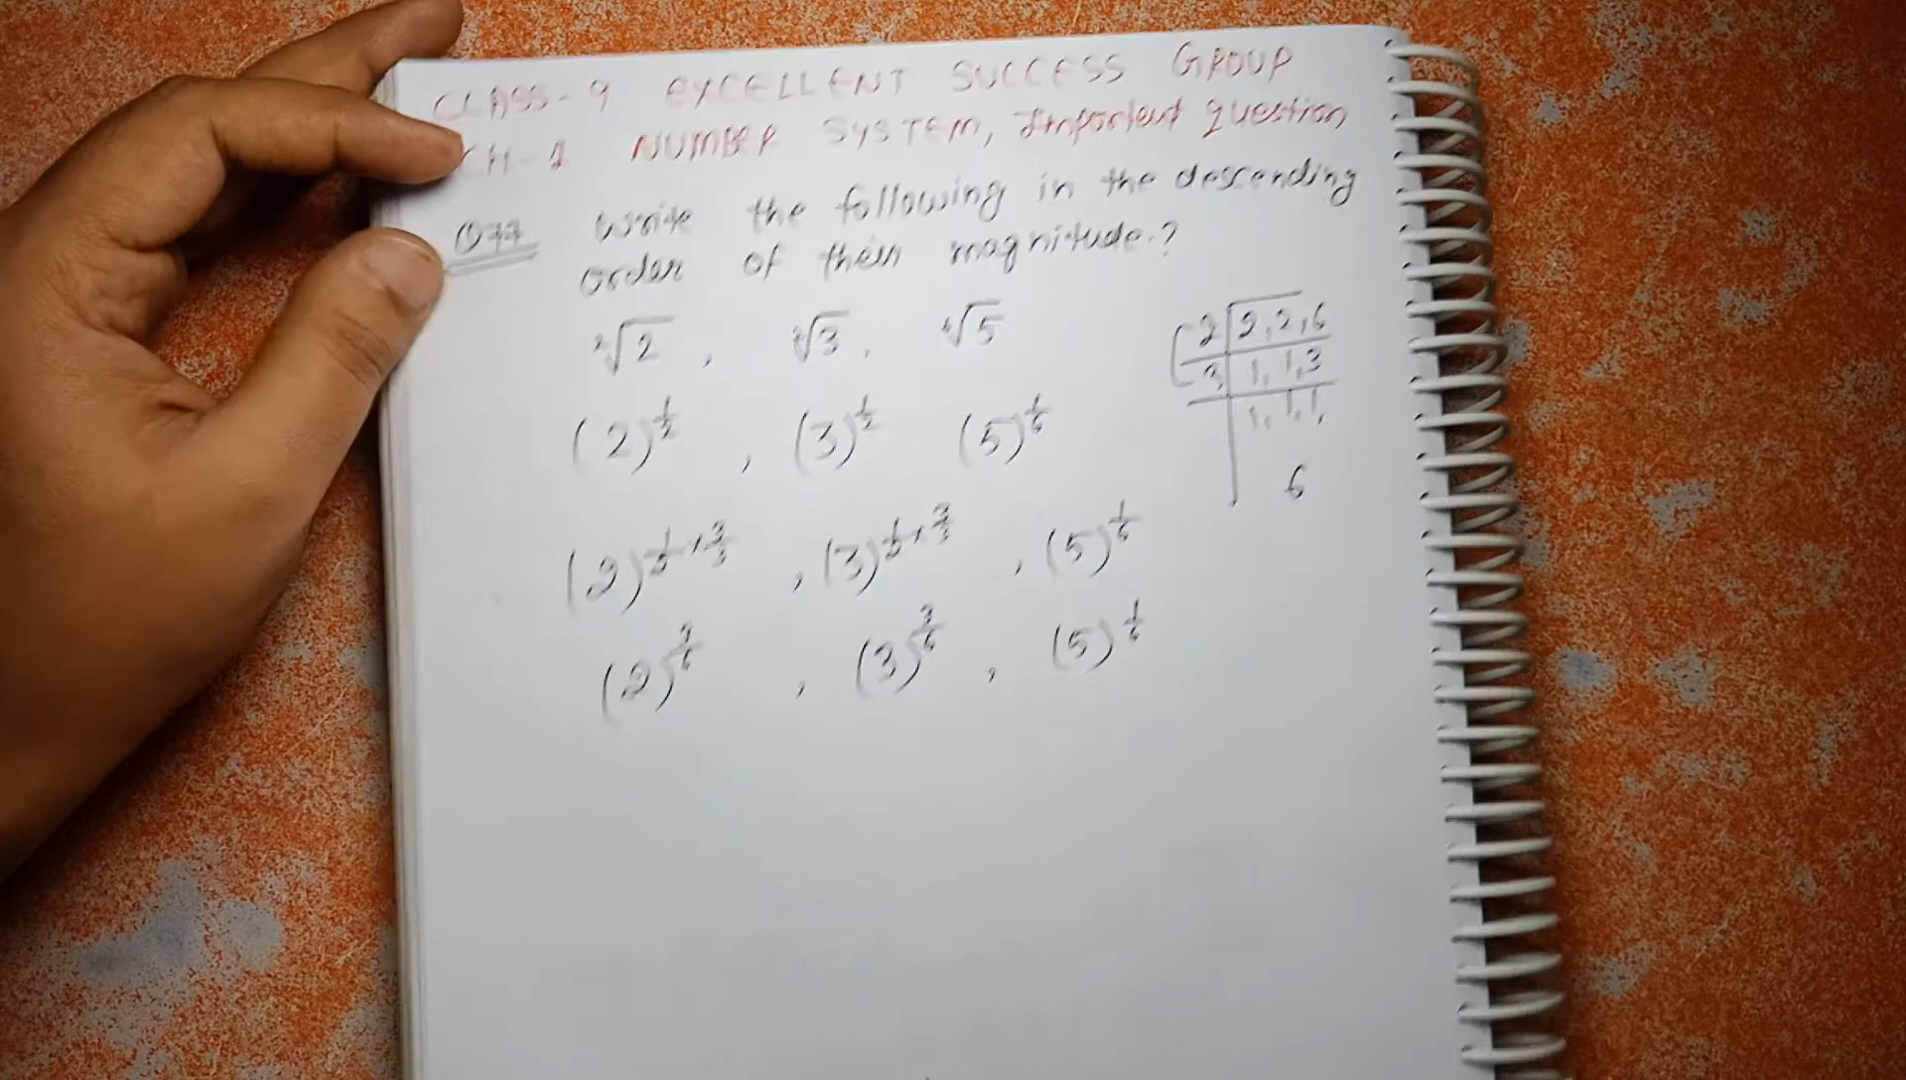 CLASS-9 EXCELLENT SUCCESS GROUP
CH-1 NUMBER SYSTEM, Important question
Write the following in the descending
order of their magnitude.?
²√2 , ²√3 , ⁶√5
(2)^1/2 , (3)^1/2 (5)^1/6
(2)^1/2×3/3 , (3)^1/2×3/3 , (5)^1/6
(2)^3/6 , (3)^3/6 , (5)^1/6
2 2,2,6
3 1,1,3
1,1,1,
6